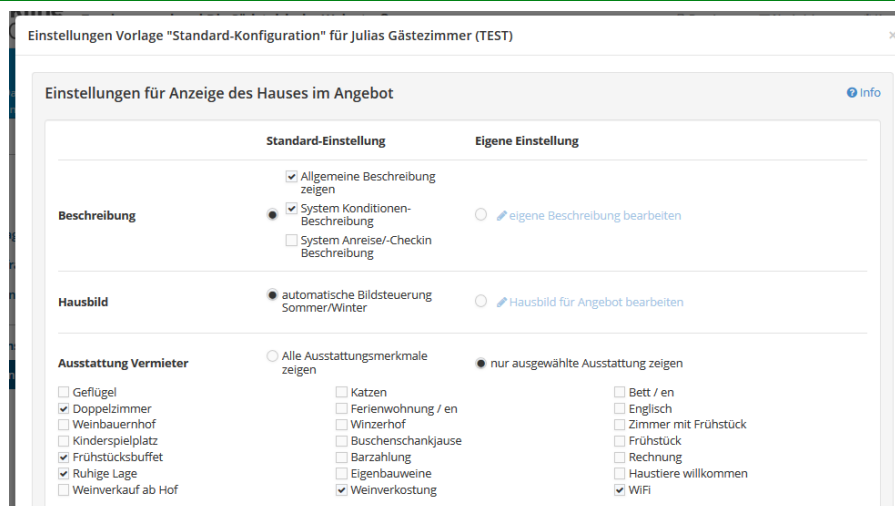 Einstellungen Vorlage "Standard-Konfiguration" für Julias Gästezimmer (TEST)
Einstellungen für Anzeige des Hauses im Angebot
Info
Standard-Einstellung
Eigene Einstellung
Beschreibung
Allgemeine Beschreibung
zeigen
System Konditionen-
Beschreibung
System Anreise/-Checkin
Beschreibung
eigene Beschreibung bearbeiten
Hausbild
automatische Bildsteuerung
Sommer/Winter
Hausbild für Angebot bearbeiten
Ausstattung Vermieter
Alle Ausstattungsmerkmale
zeigen
nur ausgewählte Ausstattung zeigen
Geflügel
Katzen
Bett / en
Doppelzimmer
Ferienwohnung / en
Englisch
Weinbauernhof
Winzerhof
Zimmer mit Frühstück
Kinderspielplatz
Buschenschankjause
Frühstück
Frühstücksbuffet
Barzahlung
Rechnung
Ruhige Lage
Eigenbauweine
Haustiere willkommen
Weinverkauf ab Hof
Weinverkostung
WiFi